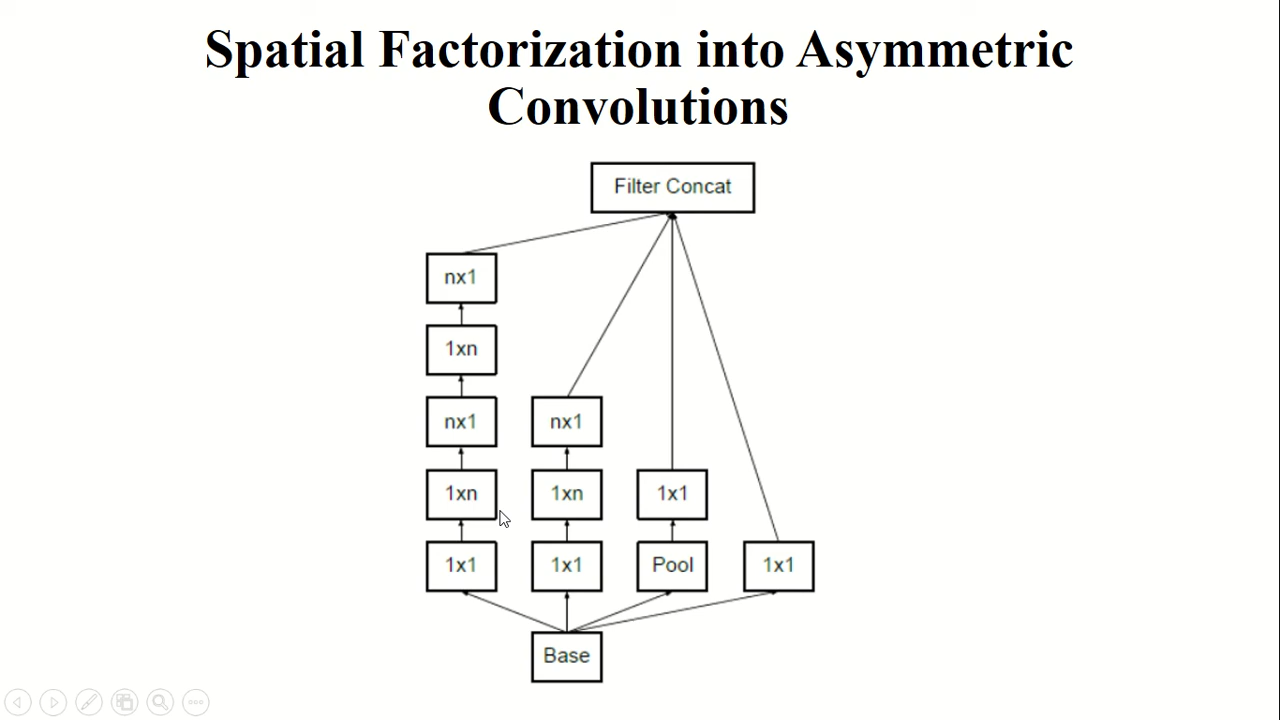 Spatial Factorization into Asymmetric
Convolutions
Filter Concat
nx1
1xn
nx1 nx1
1xn 1xn 1x1
1x1 1x1 Pool 1x1
Base